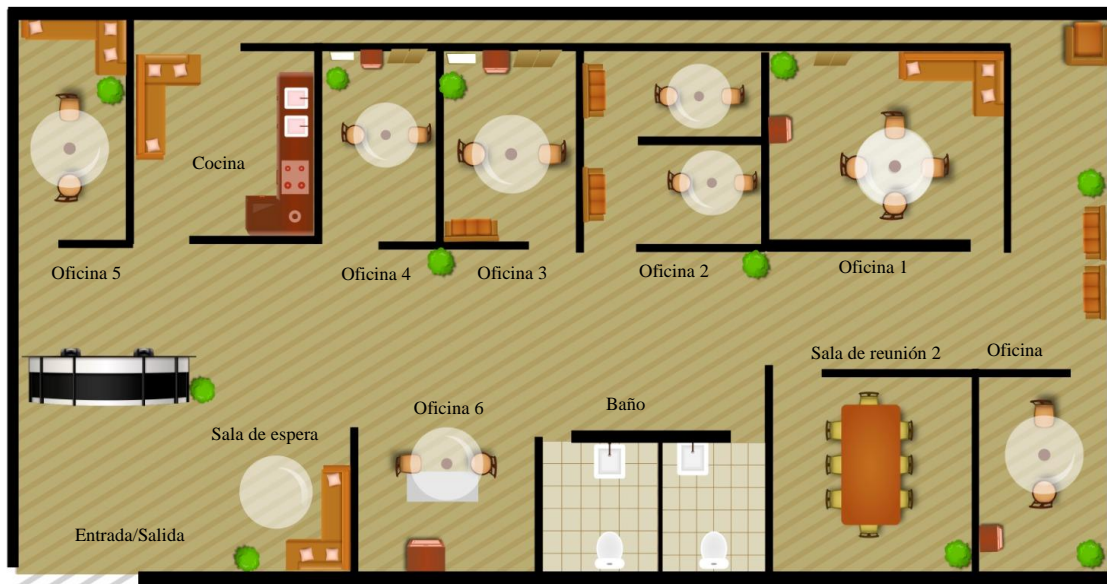 Cocina
Oficina 5
Oficina 4
Oficina 3
Oficina 2
Oficina 1
Sala de reunión 2
Oficina
Oficina 6
Baño
Sala de espera
Entrada/Salida